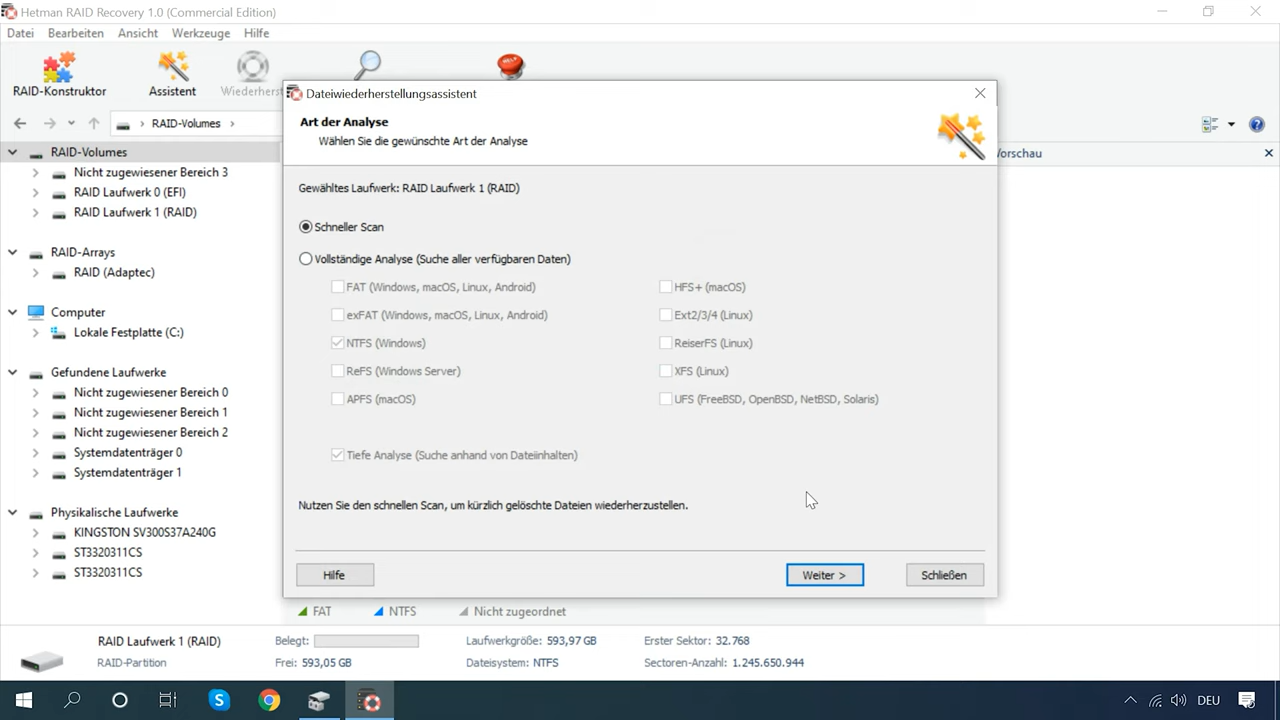 Hetman RAID Recovery 1.0 (Commercial Edition)
Datei Bearbeiten Ansicht Werkzeuge Hilfe
RAID-Konstruktor Assistent
RAID-Volumes
Vorschau
RAID-Volumes
Nicht zugewiesener Bereich 3
RAID Laufwerk 0 (EFI)
RAID Laufwerk 1 (RAID)
RAID-Arrays
RAID (Adaptec)
Computer
Lokale Festplatte (C:)
Gefundene Laufwerke
Nicht zugewiesener Bereich 0
Nicht zugewiesener Bereich 1
Nicht zugewiesener Bereich 2
Systemdatenträger 0
Systemdatenträger 1
Physikalische Laufwerke
KINGSTON SV300S37A240G
ST3320311CS
ST3320311CS
Dateiwiederherstellungsassistent
Art der Analyse
Wählen Sie die gewünschte Art der Analyse
Gewähltes Laufwerk: RAID Laufwerk 1 (RAID)
Schneller Scan
Vollständige Analyse (Suche aller verfügbaren Daten)
FAT (Windows, macOS, Linux, Android)
HFS+ (macOS)
exFAT (Windows, macOS, Linux, Android)
Ext2/3/4 (Linux)
NTFS (Windows)
ReiserFS (Linux)
ReFS (Windows Server)
XFS (Linux)
APFS (macOS)
UFS (FreeBSD, OpenBSD, NetBSD, Solaris)
Tiefe Analyse (Suche anhand von Dateiinhalten)
Nutzen Sie den schnellen Scan, um kürzlich gelöschte Dateien wiederherzustellen.
Hilfe Weiter > Schließen
FAT NTFS Nicht zugeordnet
RAID Laufwerk 1 (RAID) Belegt: Laufwerkgröße: 593,97 GB Erster Sektor: 32.768
RAID-Partition Frei: 593,05 GB Dateisystem: NTFS Sectoren-Anzahl: 1.245.650.944
DEU